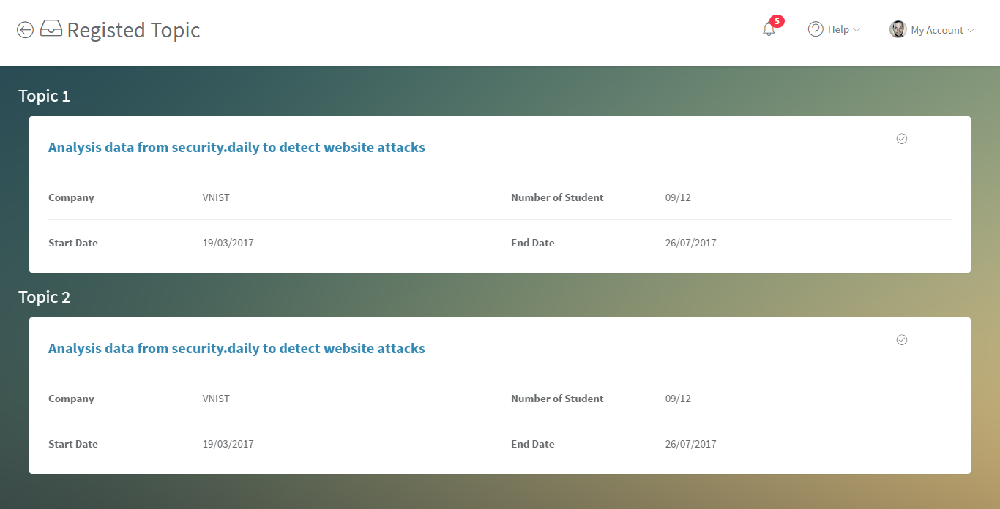 Registed Topic
5
Help
My Account
Topic 1
Analysis data from security.daily to detect website attacks
Company VNIST Number of Student 09/12
Start Date 19/03/2017 End Date 26/07/2017
Topic 2
Analysis data from security.daily to detect website attacks
Company VNIST Number of Student 09/12
Start Date 19/03/2017 End Date 26/07/2017